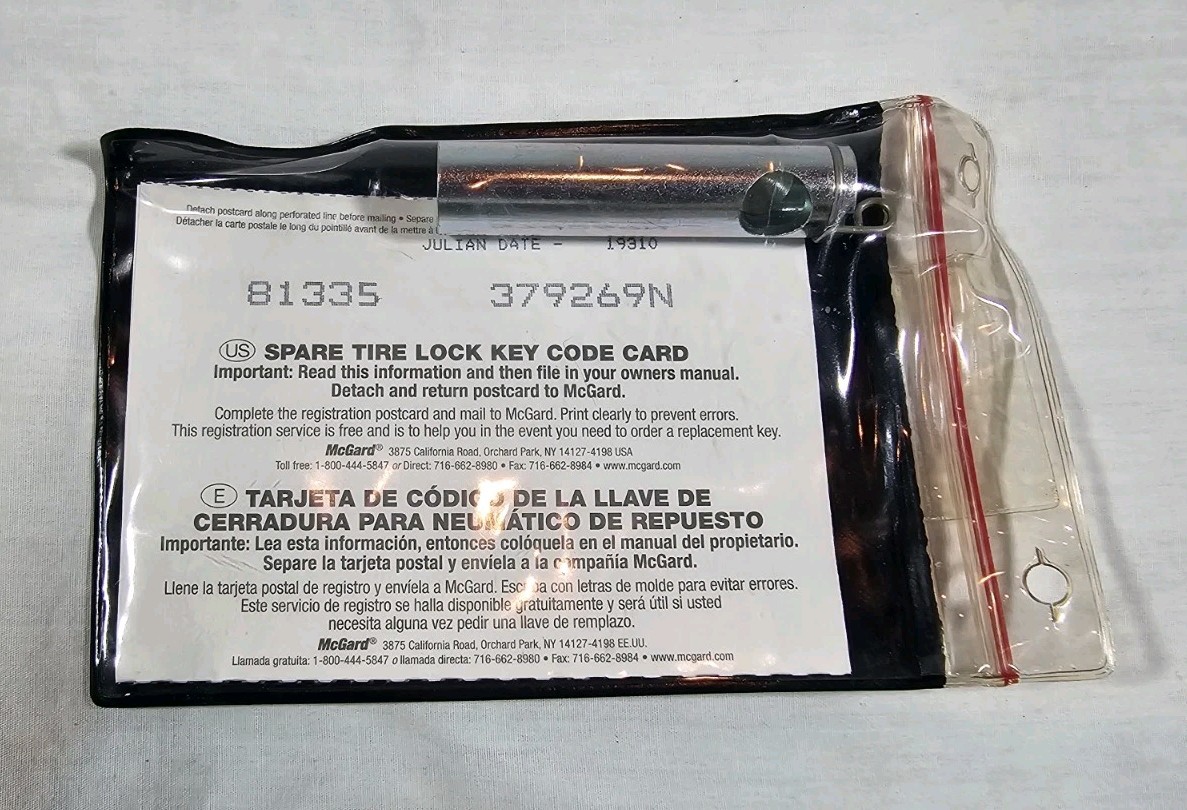 Detach postcard along perforated line before mailing • Separe
Détacher la carte postale le long du pointillé avant de la mettre à
JULIAN DATE - 19310
81335 379269N
US SPARE TIRE LOCK KEY CODE CARD
Important: Read this information and then file in your owners manual.
Detach and return postcard to McGard.
Complete the registration postcard and mail to McGard. Print clearly to prevent errors.
This registration service is free and is to help you in the event you need to order a replacement key.
McGard® 3875 California Road, Orchard Park, NY 14127-4198 USA
Toll free: 1-800-444-5847 or Direct: 716-662-8980 • Fax: 716-662-8984 • www.mcgard.com
E TARJETA DE CÓDIGO DE LA LLAVE DE
CERRADURA PARA NEUMÁTICO DE REPUESTO
Importante: Lea esta información, entonces colóquela en el manual del propietario.
Separe la tarjeta postal y envíela a la compañía McGard.
Llene la tarjeta postal de registro y envíela a McGard. Escriba con letras de molde para evitar errores.
Este servicio de registro se halla disponible gratuitamente y será útil si usted
necesita alguna vez pedir una llave de remplazo.
McGard® 3875 California Road, Orchard Park, NY 14127-4198 EE.UU.
Llamada gratuita: 1-800-444-5847 o llamada directa: 716-662-8980 • Fax: 716-662-8984 • www.mcgard.com